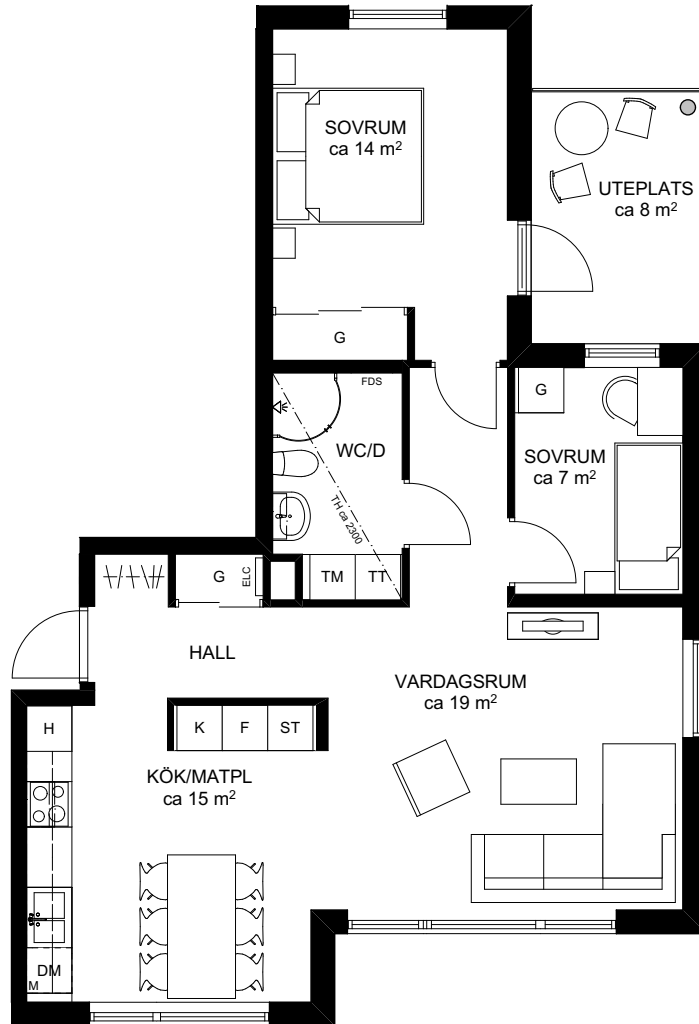 SOVRUM
ca 14 m²
UTEPLATS
ca 8 m²
G
FDS
G
WC/D
SOVRUM
ca 7 m²
TH ca 2300
G
ELC
TM
TT
HALL
VARDAGSRUM
ca 19 m²
H
K
F
ST
KÖK/MATPL
ca 15 m²
DM
M